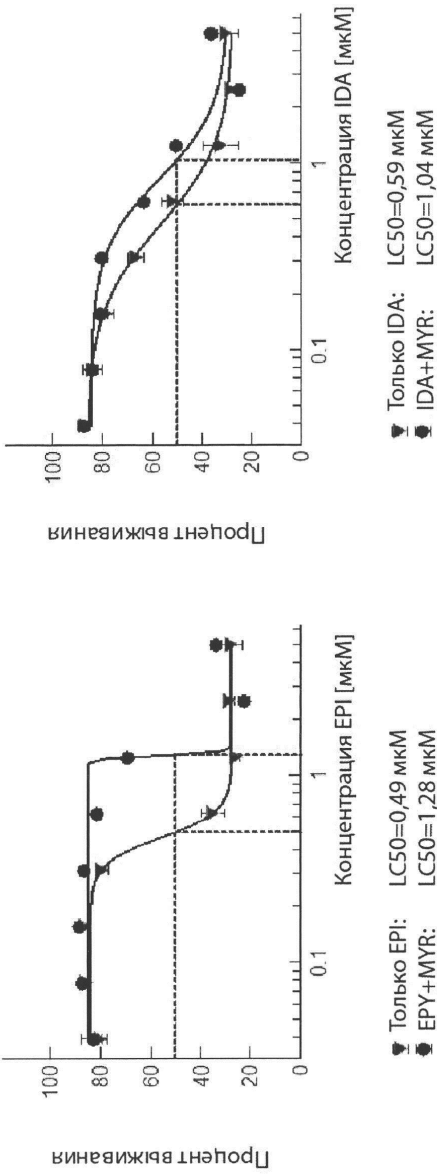 Процент выживания
100
80
60
40
20
0
0.1
1
Концентрация EPI [мкМ]
Только EPI: LC50=0,49 мкМ
EPY+MYR: LC50=1,28 мкМ
Процент выживания
100
80
60
40
20
0
0.1
1
Концентрация IDA [мкМ]
Только IDA: LC50=0,59 мкМ
IDA+MYR: LC50=1,04 мкМ